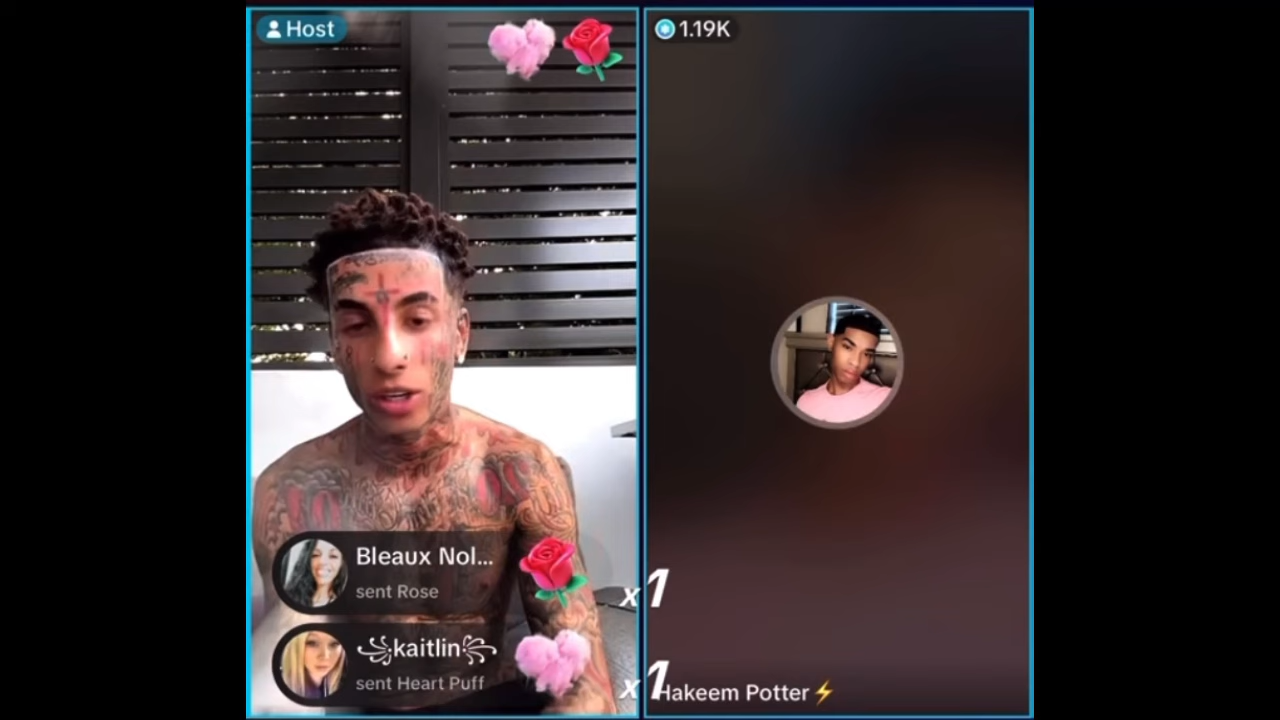 Host
1.19K
Bleaux Nol...
sent Rose
x1
꧁kaitlin꧂
sent Heart Puff
x1
Hakeem Potter⚡